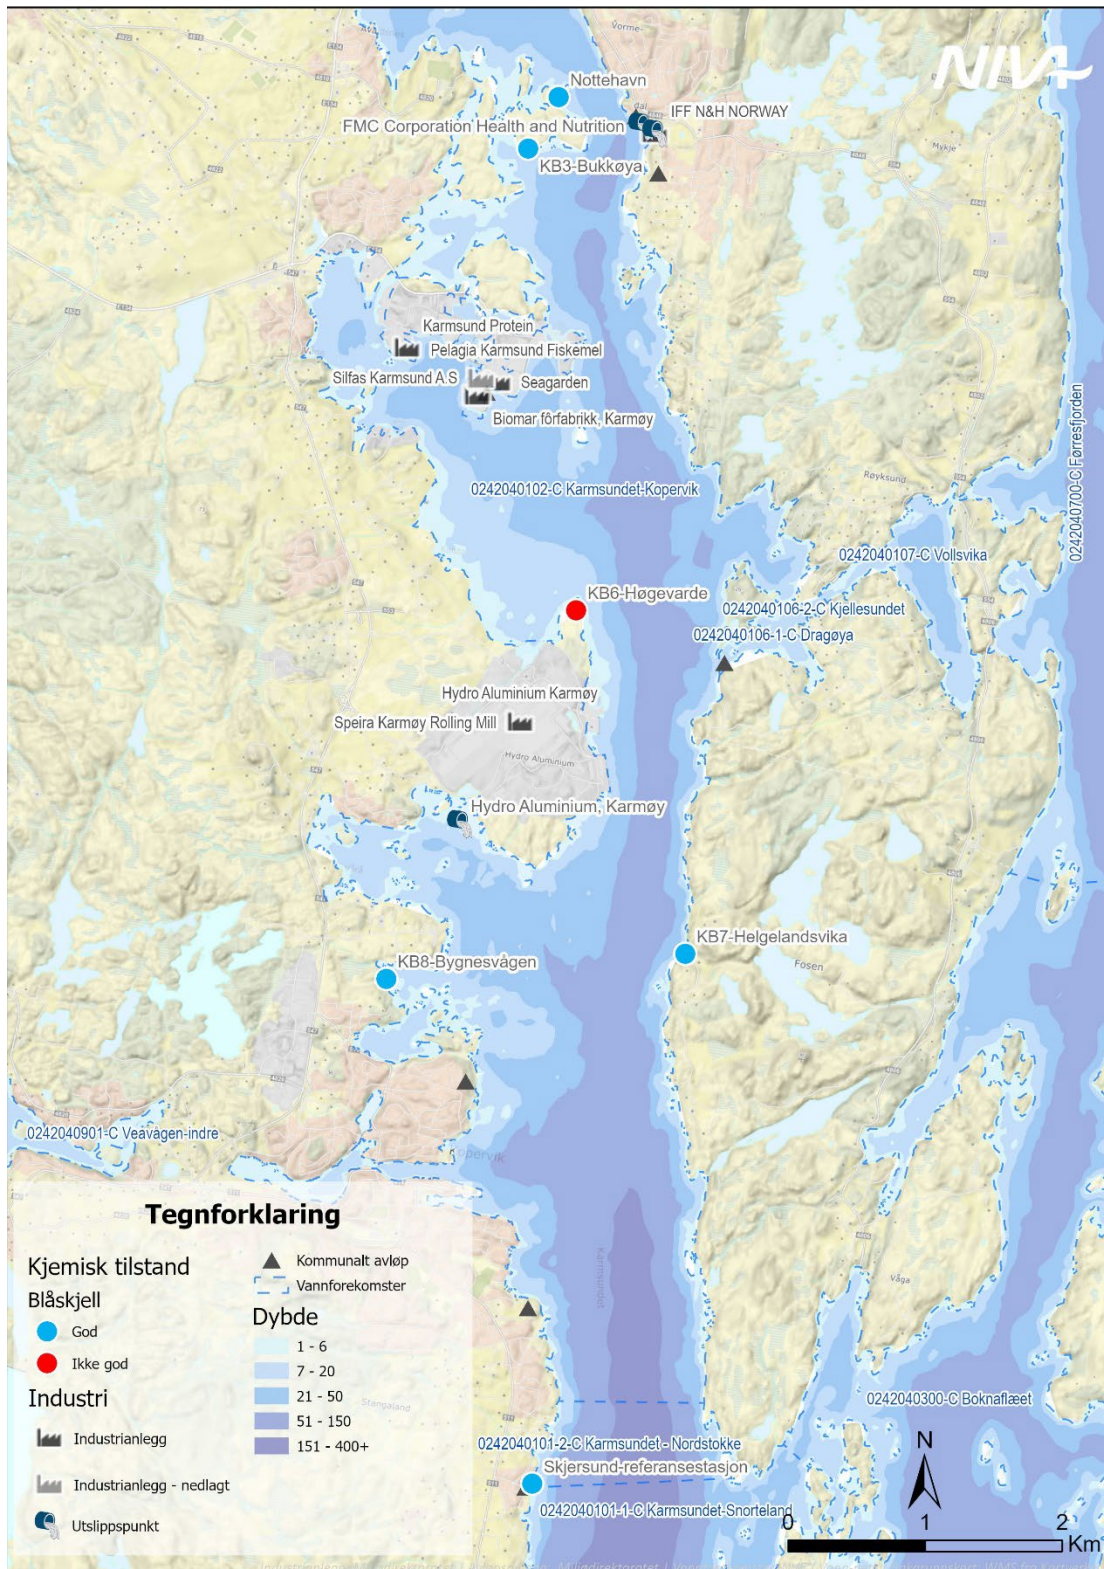 NIVA
Nottehavn
IFF N&H NORWAY
FMC Corporation Health and Nutrition
KB3-Bukkøya
Mykje
Karmsund Protein
Pelagia Karmsund Fiskemel
Silfas Karmsund A.S
Seagarden
Biomar fôrfabrikk, Karmøy
0242040700-C Førresfjorden
Røyksund
0242040102-C Karmsundet-Kopervik
0242040107-C Vollsvika
KB6-Høgevarde
0242040106-2-C Kjellesundet
0242040106-1-C Dragøya
Hydro Aluminium Karmøy
Speira Karmøy Rolling Mill
Hydro Aluminium
Hydro Aluminium, Karmøy
KB7-Helgelandsvika
KB8-Bygnesvågen
Fosen
0242040901-C Veavågen-indre
Kopervik
Karmsundet
Våga
Stangaland
0242040300-C Boknaflæet
0242040101-2-C Karmsundet - Nordstokke
Skjersund-referansestasjon
0242040101-1-C Karmsundet-Snorteland
Tegnforklaring
Kjemisk tilstand
Blåskjell
God
Ikke god
Industri
Industrianlegg
Industrianlegg - nedlagt
Utslippspunkt
Kommunalt avløp
Vannforekomster
Dybde
1 - 6
7 - 20
21 - 50
51 - 150
151 - 400+
N
0 1 2
Km